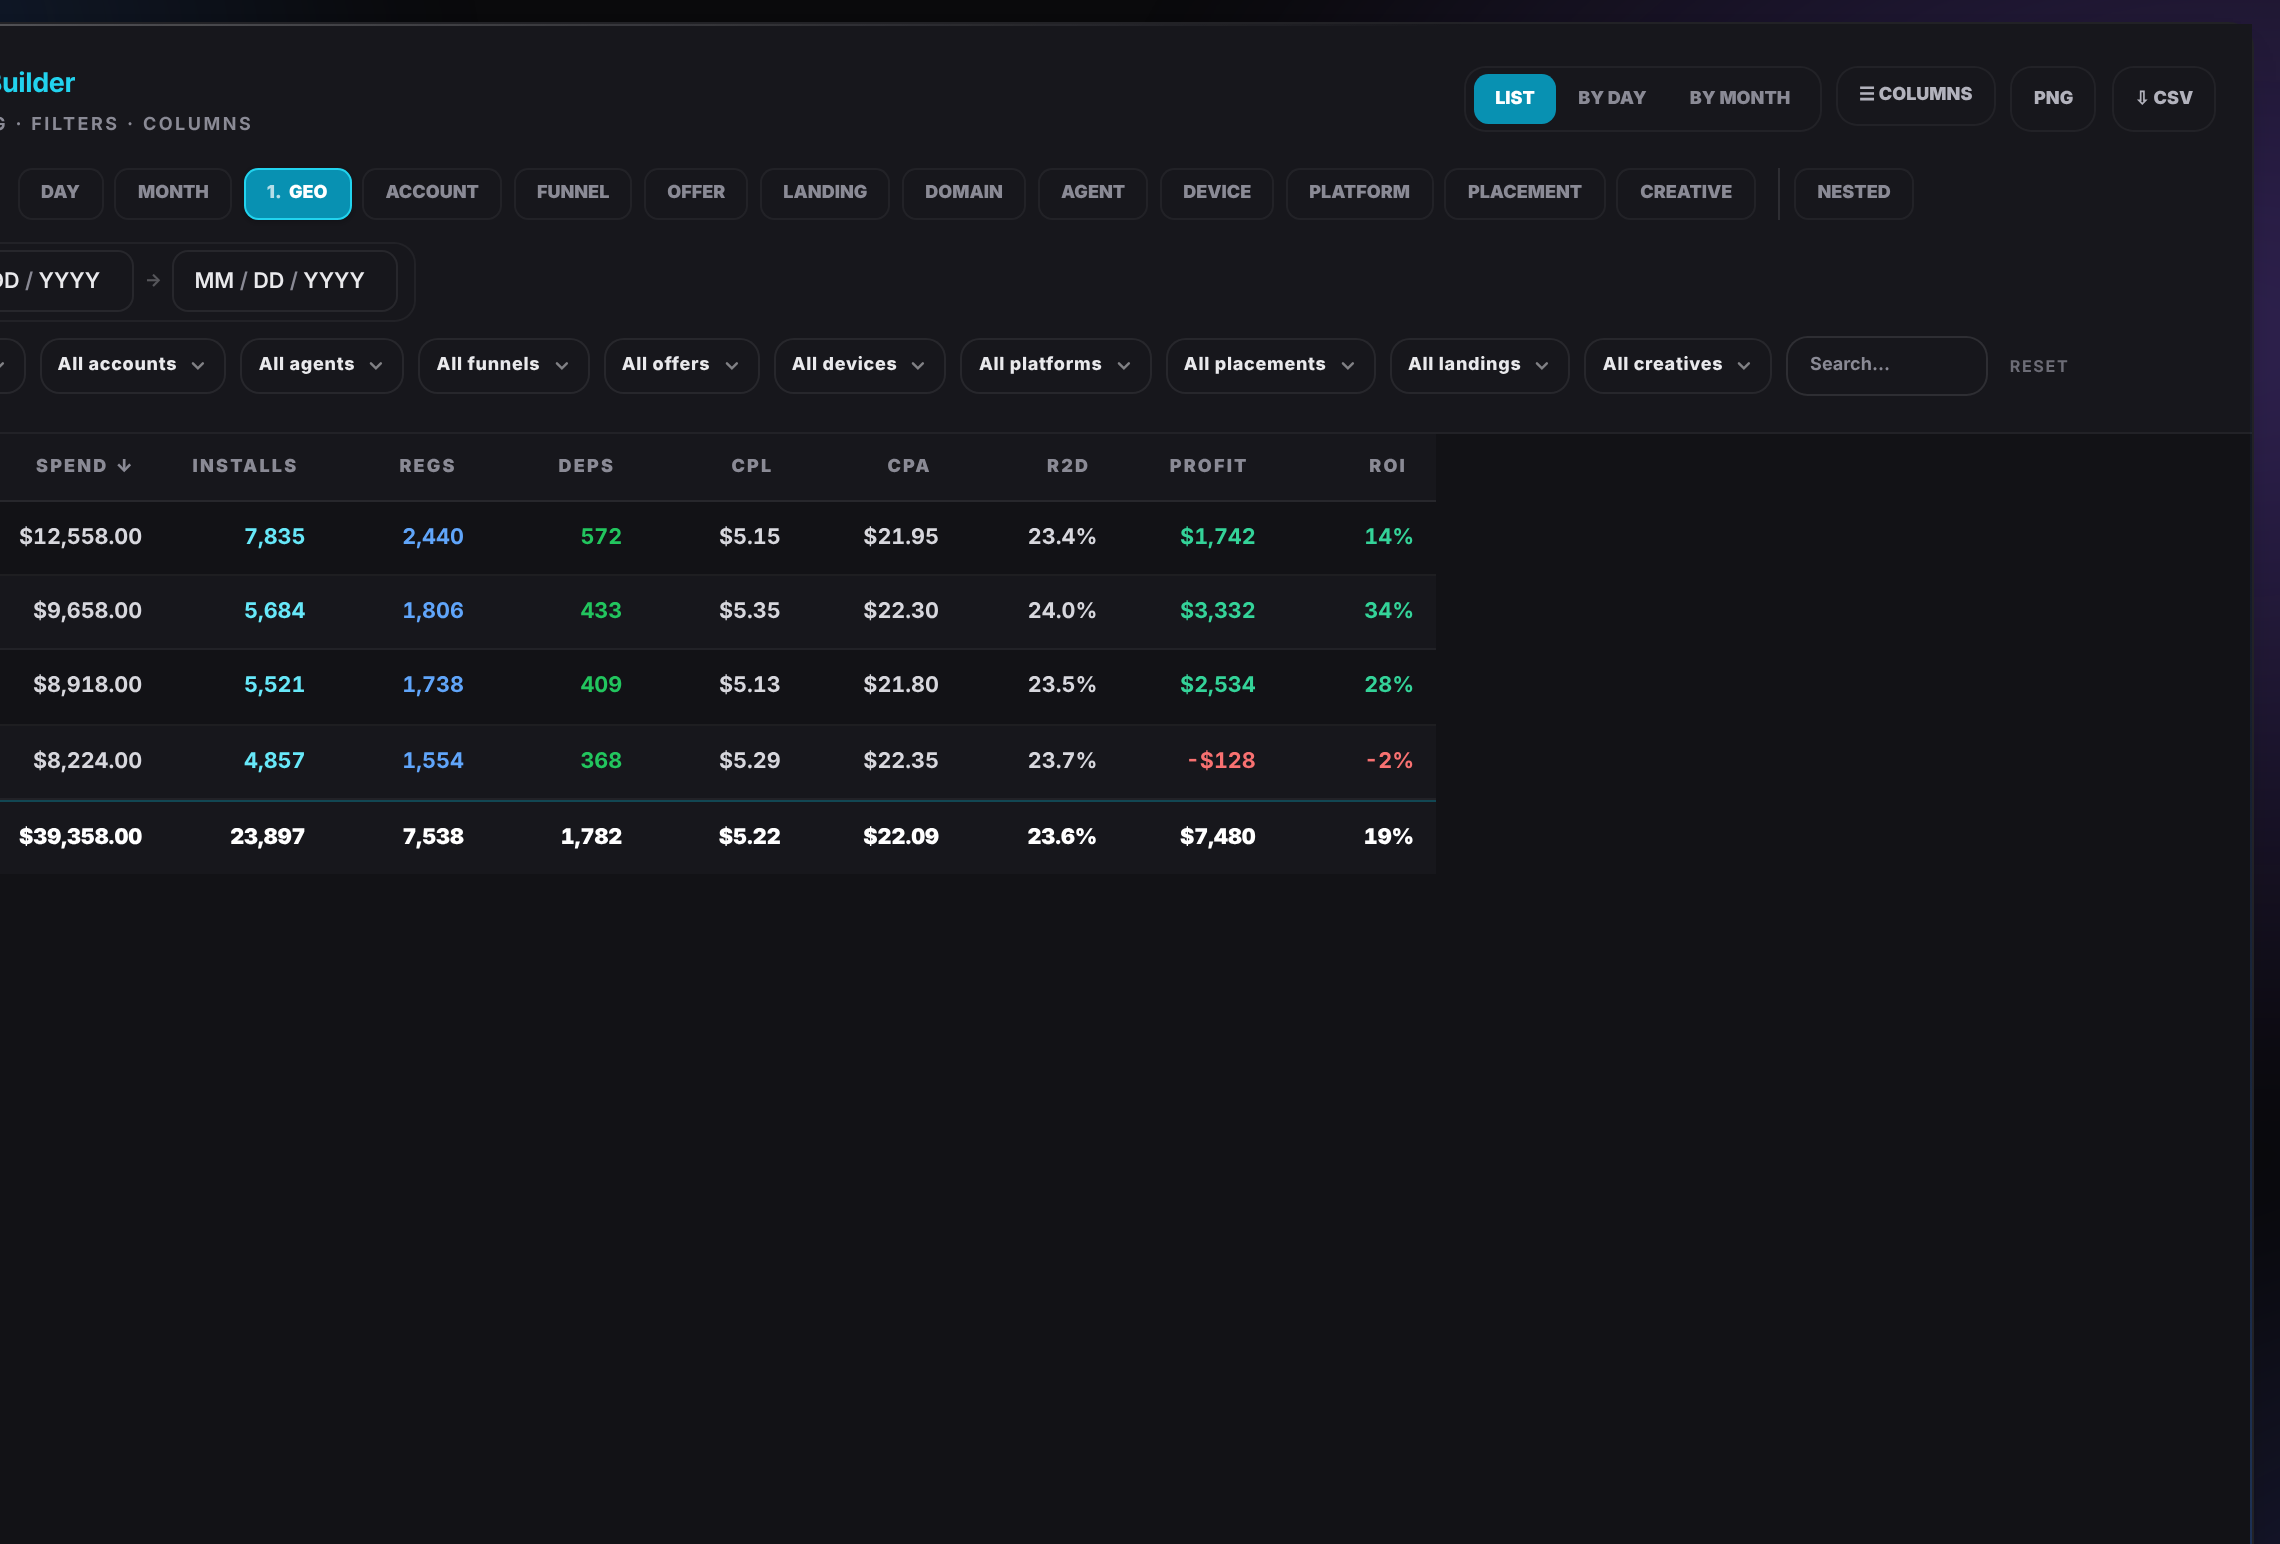 uilder
· FILTERS · COLUMNS
LIST BY DAY BY MONTH ☰ COLUMNS PNG ⇩ CSV
DAY MONTH 1. GEO ACCOUNT FUNNEL OFFER LANDING DOMAIN AGENT DEVICE PLATFORM PLACEMENT CREATIVE NESTED
DD / YYYY → MM / DD / YYYY
All accounts All agents All funnels All offers All devices All platforms All placements All landings All creatives Search... RESET
SPEND ↓ INSTALLS REGS DEPS CPL CPA R2D PROFIT ROI
$12,558.00 7,835 2,440 572 $5.15 $21.95 23.4% $1,742 14%
$9,658.00 5,684 1,806 433 $5.35 $22.30 24.0% $3,332 34%
$8,918.00 5,521 1,738 409 $5.13 $21.80 23.5% $2,534 28%
$8,224.00 4,857 1,554 368 $5.29 $22.35 23.7% -$128 -2%
$39,358.00 23,897 7,538 1,782 $5.22 $22.09 23.6% $7,480 19%